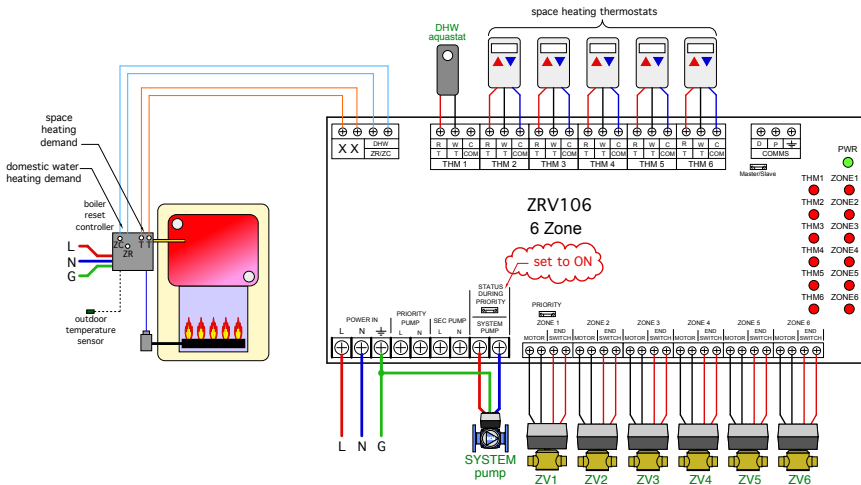 space heating thermostats
DHW
aquastat
space
heating
demand
domestic water
heating demand
boiler
reset
controller
ZC
ZR
T T
L
N
G
outdoor
temperature
sensor
X X
DHW
ZR/ZC
R W C
T T COM
THM 1
R W C
T T COM
THM 2
R W C
T T COM
THM 3
R W C
T T COM
THM 4
R W C
T T COM
THM 5
R W C
T T COM
THM 6
D P
COMMS
Master/Slave
PWR
THM1 ZONE1
THM2 ZONE2
THM3 ZONE3
THM4 ZONE4
THM5 ZONE5
THM6 ZONE6
ZRV106
6 Zone
set to ON
STATUS
DURING
PRIORITY
SYSTEM
PUMP
POWER IN
L N
PRIORITY
PUMP
L N
SEC PUMP
L N
PRIORITY
ZONE 1
MOTOR END SWITCH
ZONE 2
MOTOR END SWITCH
ZONE 3
MOTOR END SWITCH
ZONE 4
MOTOR END SWITCH
ZONE 5
MOTOR END SWITCH
ZONE 6
MOTOR END SWITCH
L N G
SYSTEM
pump
ZV1 ZV2 ZV3 ZV4 ZV5 ZV6